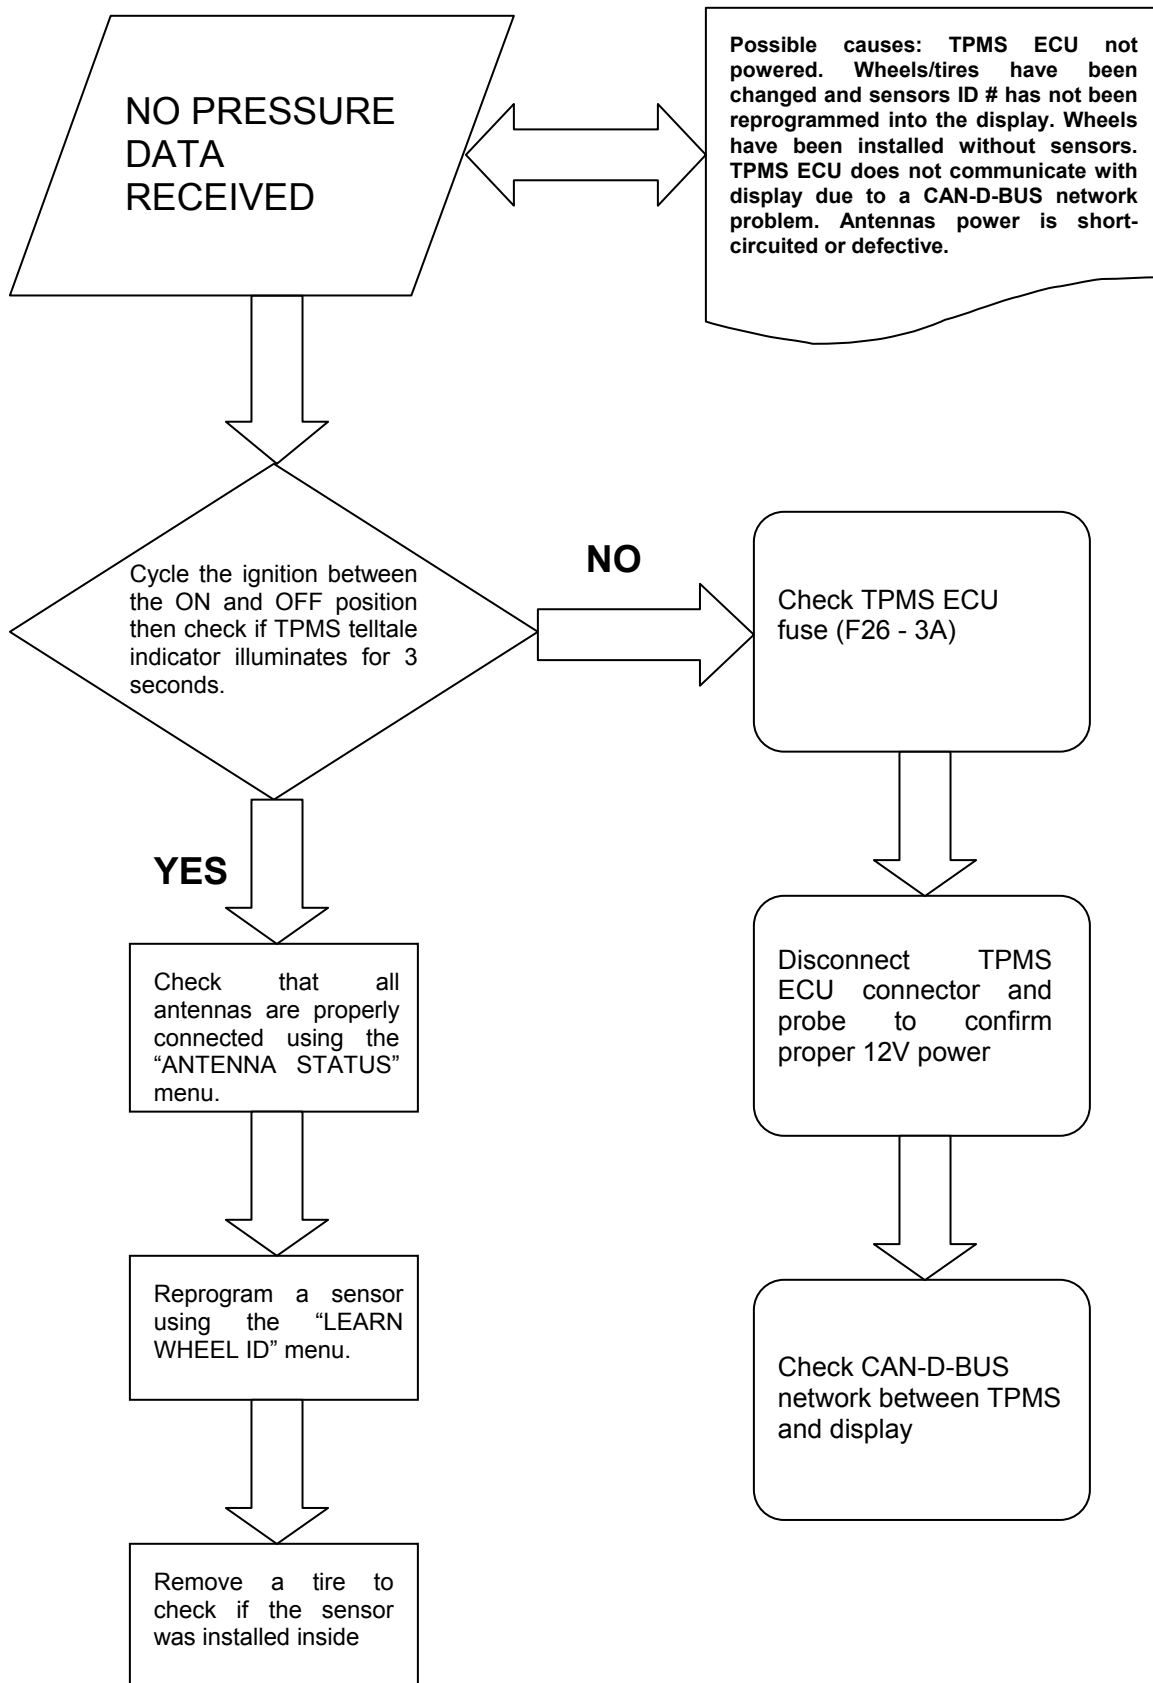 NO PRESSURE
DATA
RECEIVED
Possible causes: TPMS ECU not
powered. Wheels/tires have been
changed and sensors ID # has not been
reprogrammed into the display. Wheels
have been installed without sensors.
TPMS ECU does not communicate with
display due to a CAN-D-BUS network
problem. Antennas power is short-
circuited or defective.
Cycle the ignition between
the ON and OFF position
then check if TPMS telltale
indicator illuminates for 3
seconds.
NO
Check TPMS ECU
fuse (F26 - 3A)
YES
Check that all
antennas are properly
connected using the
“ANTENNA STATUS”
menu.
Disconnect TPMS
ECU connector and
probe to confirm
proper 12V power
Reprogram a sensor
using the “LEARN
WHEEL ID” menu.
Check CAN-D-BUS
network between TPMS
and display
Remove a tire to
check if the sensor
was installed inside